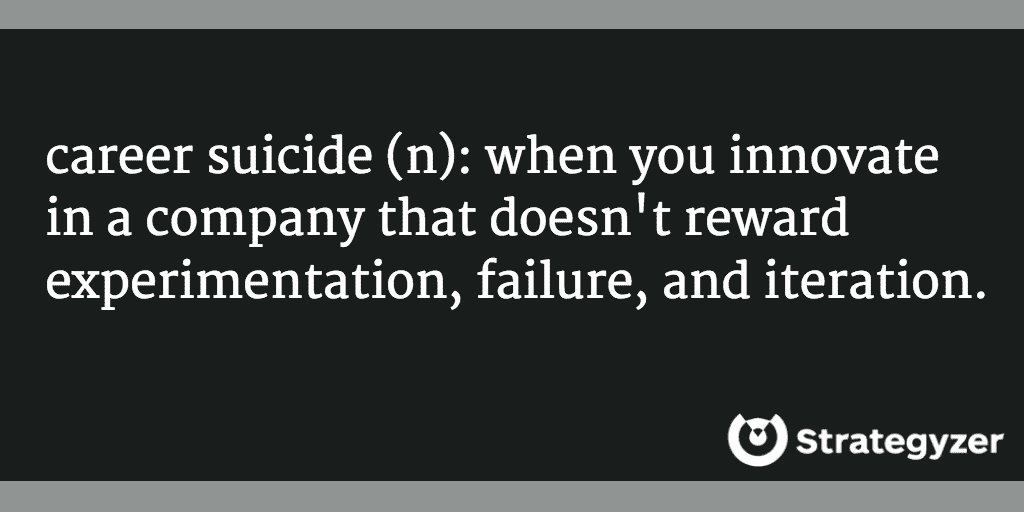 career suicide (n): when you innovate
in a company that doesn't reward
experimentation, failure, and iteration.
Strategyzer